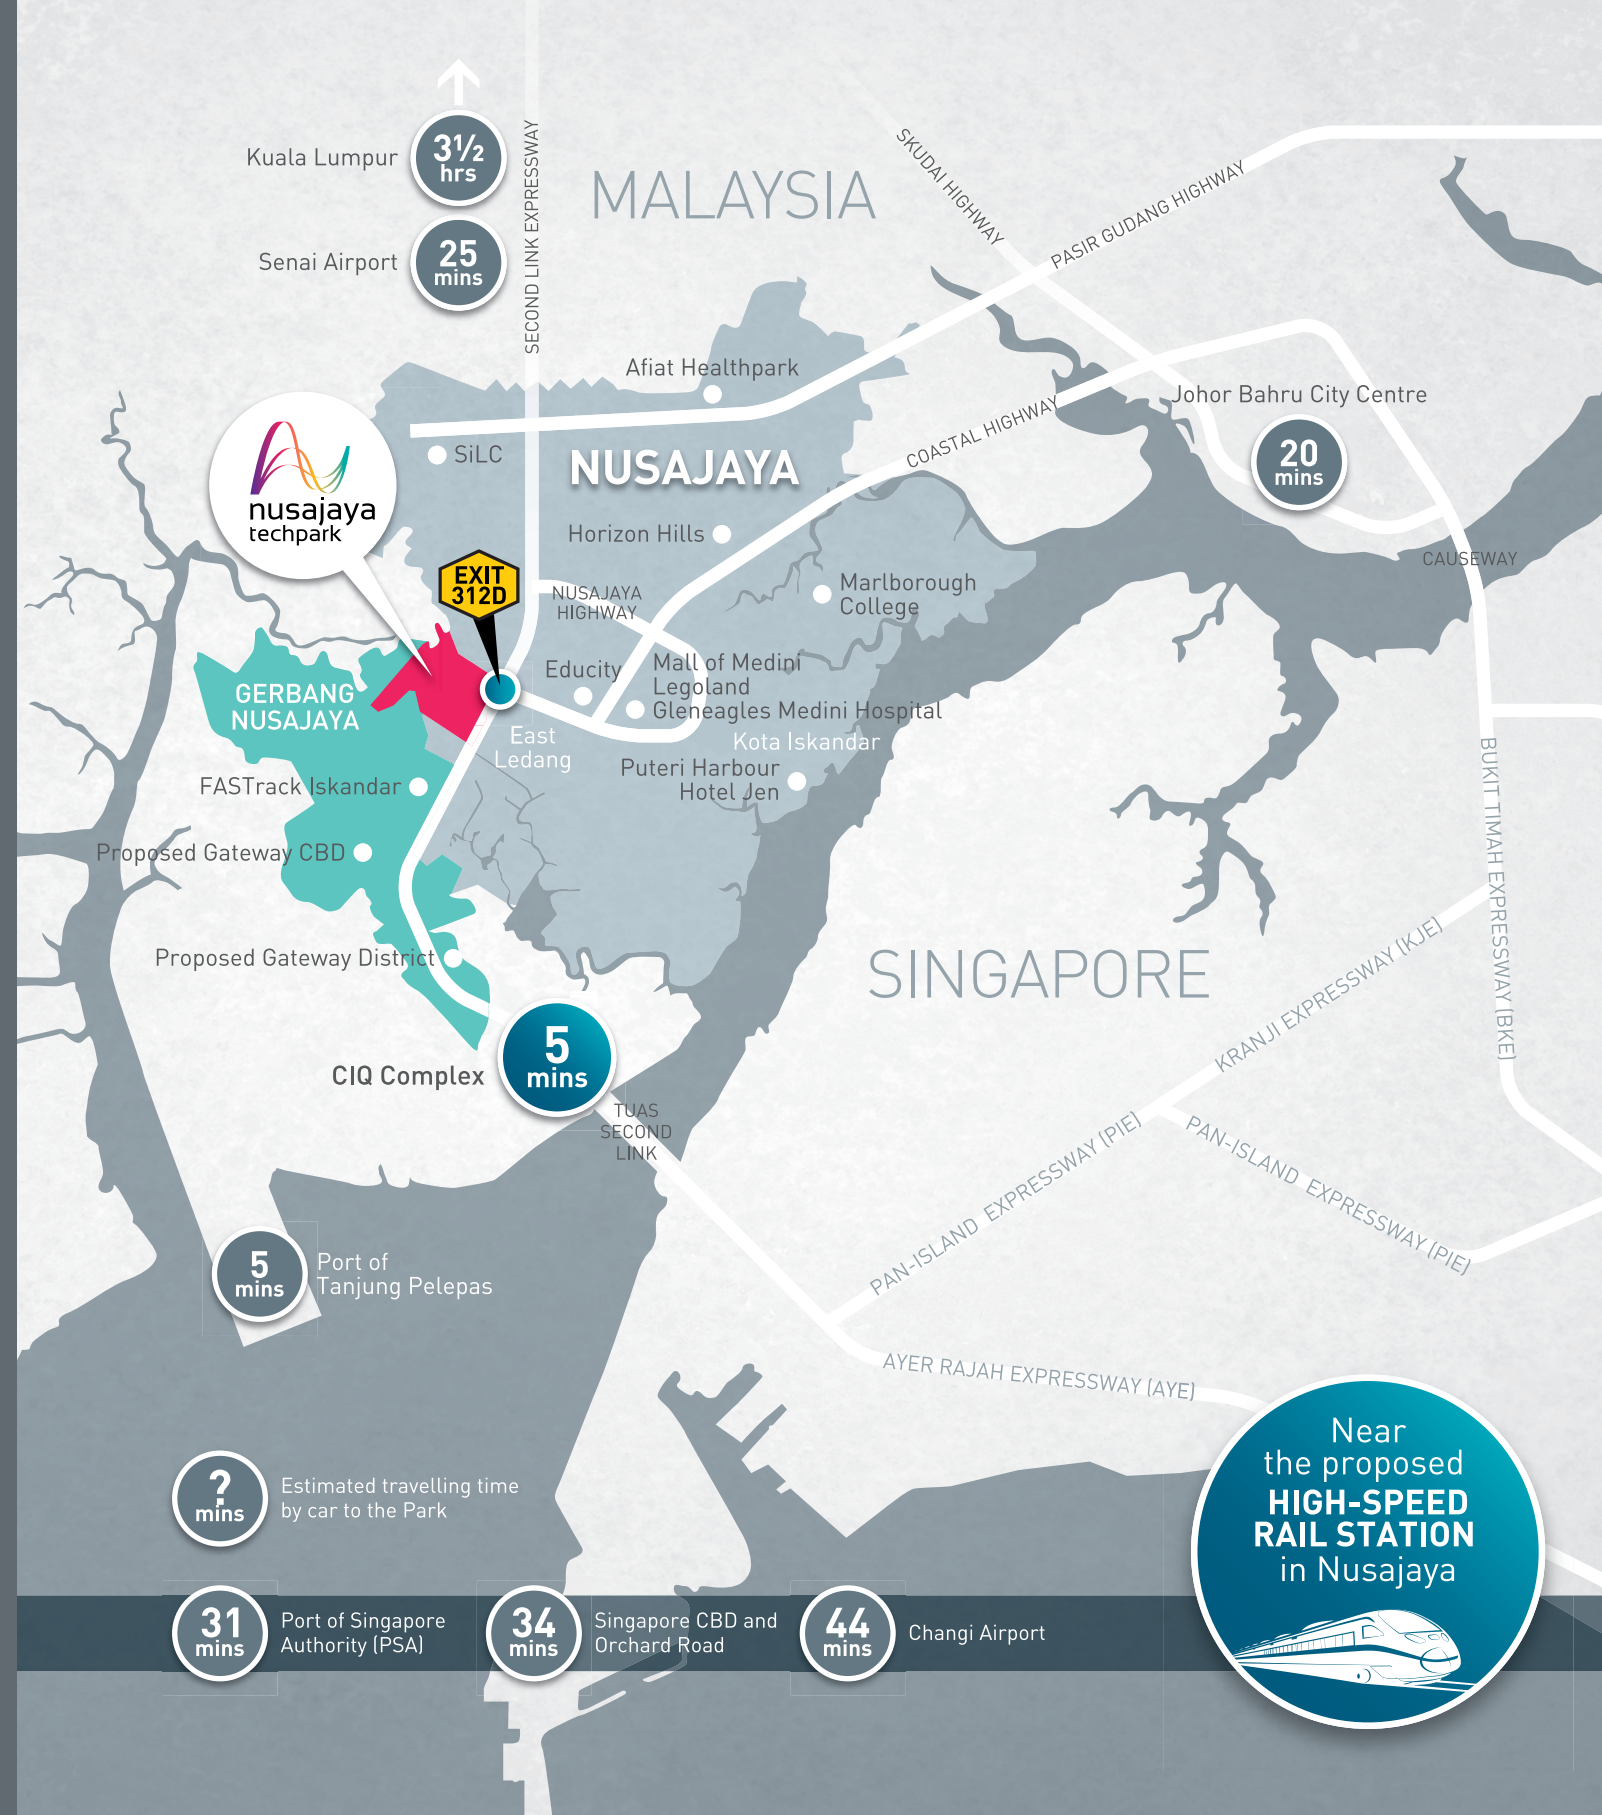 Kuala Lumpur
3½
hrs
Senai Airport
25
mins
SECOND LINK EXPRESSWAY
MALAYSIA
SKUDAI HIGHWAY
PASIR GUDANG HIGHWAY
Afiat Healthpark
COASTAL HIGHWAY
Johor Bahru City Centre
20
mins
nusajaya
techpark
SiLC
NUSAJAYA
Horizon Hills
EXIT
312D
NUSAJAYA
HIGHWAY
Marlborough
College
CAUSEWAY
Educity
Mall of Medini
Legoland
Gleneagles Medini Hospital
GERBANG
NUSAJAYA
East
Ledang
Kota Iskandar
Puteri Harbour
Hotel Jen
FASTrack Iskandar
Proposed Gateway CBD
Proposed Gateway District
BUKIT TIMAH EXPRESSWAY (BKE)
SINGAPORE
KRANJI EXPRESSWAY (KJE)
CIQ Complex
5
mins
TUAS
SECOND
LINK
PAN-ISLAND EXPRESSWAY (PIE)
PAN-ISLAND EXPRESSWAY (PIE)
5
mins
Port of
Tanjung Pelepas
AYER RAJAH EXPRESSWAY (AYE)
Near
the proposed
HIGH-SPEED
RAIL STATION
in Nusajaya
?
mins
Estimated travelling time
by car to the Park
31
mins
Port of Singapore
Authority (PSA)
34
mins
Singapore CBD and
Orchard Road
44
mins
Changi Airport